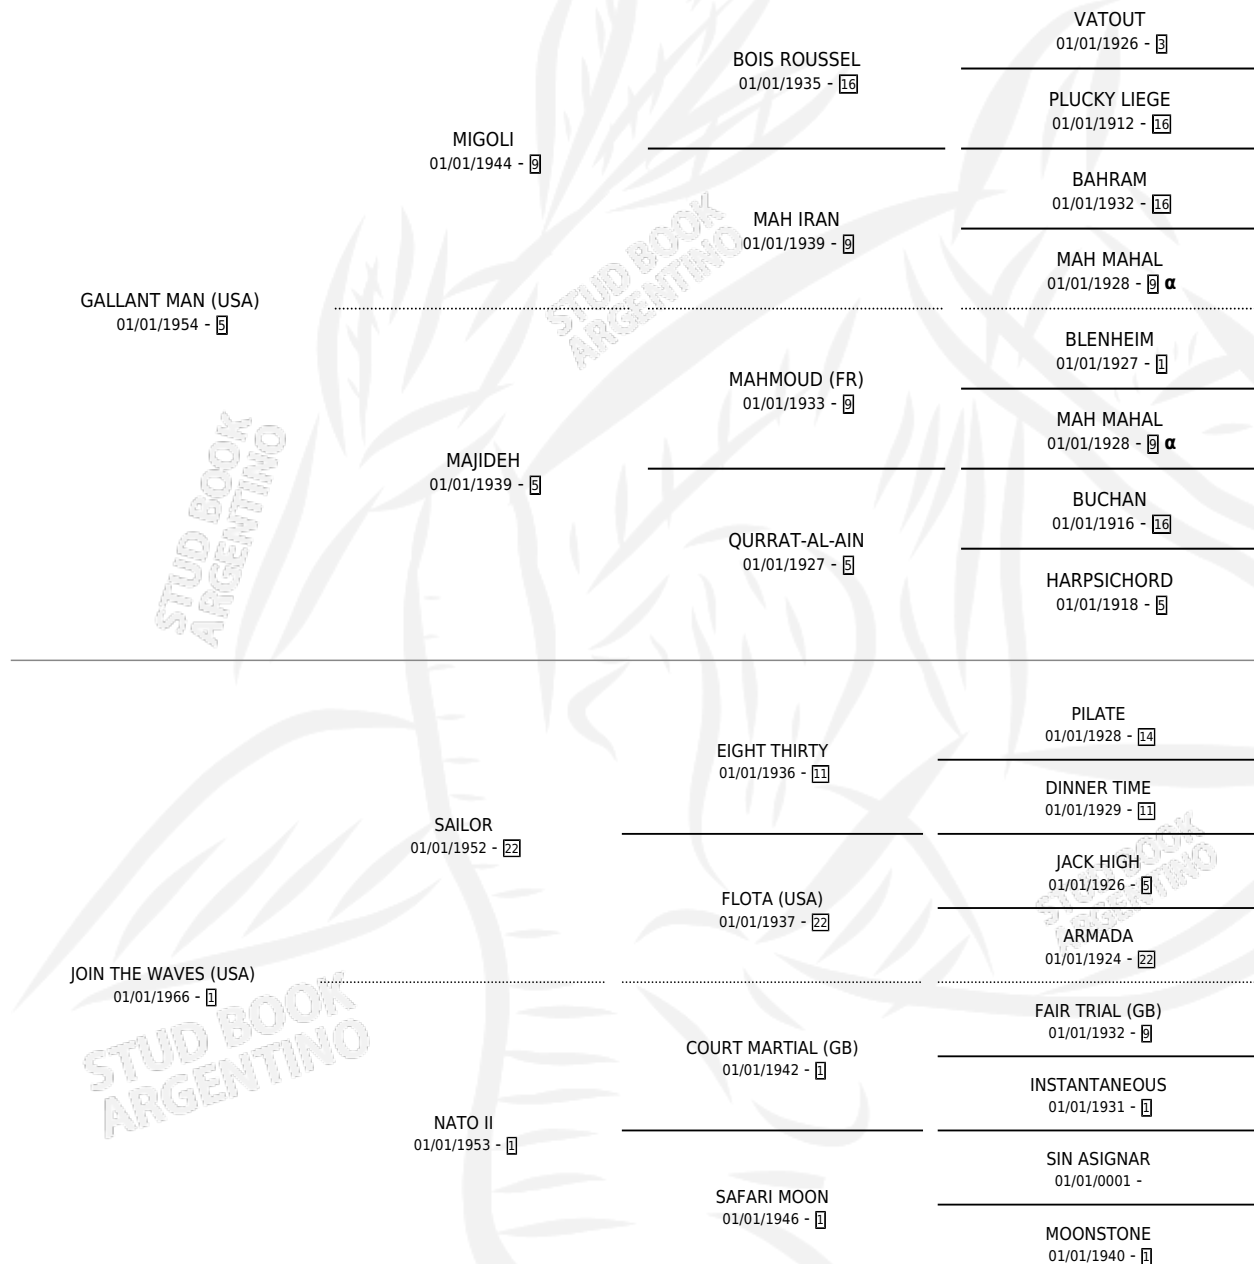 VATOUT
01/01/1926 - 3
BOIS ROUSSEL
01/01/1935 - 16
PLUCKY LIEGE
01/01/1912 - 16
MIGOLI
01/01/1944 - 9
BAHRAM
01/01/1932 - 16
MAH IRAN
01/01/1939 - 9
MAH MAHAL
01/01/1928 - 9 α
GALLANT MAN (USA)
01/01/1954 - 5
BLENHEIM
01/01/1927 - 1
MAHMOUD (FR)
01/01/1933 - 9
MAH MAHAL
01/01/1928 - 9 α
MAJIDEH
01/01/1939 - 5
BUCHAN
01/01/1916 - 16
QURRAT-AL-AIN
01/01/1927 - 5
HARPSICHORD
01/01/1918 - 5
PILATE
01/01/1928 - 14
EIGHT THIRTY
01/01/1936 - 11
DINNER TIME
01/01/1929 - 11
SAILOR
01/01/1952 - 22
JACK HIGH
01/01/1926 - 5
FLOTA (USA)
01/01/1937 - 22
ARMADA
01/01/1924 - 22
JOIN THE WAVES (USA)
01/01/1966 - 1
FAIR TRIAL (GB)
01/01/1932 - 9
COURT MARTIAL (GB)
01/01/1942 - 1
INSTANTANEOUS
01/01/1931 - 1
NATO II
01/01/1953 - 1
SIN ASIGNAR
01/01/0001 -
SAFARI MOON
01/01/1946 - 1
MOONSTONE
01/01/1940 - 1
STUD BOOK
ARGENTINO
STUD BOOK
ARGENTINO
STUD BOOK
ARGENTINO
STUD BOOK
ARGENTINO